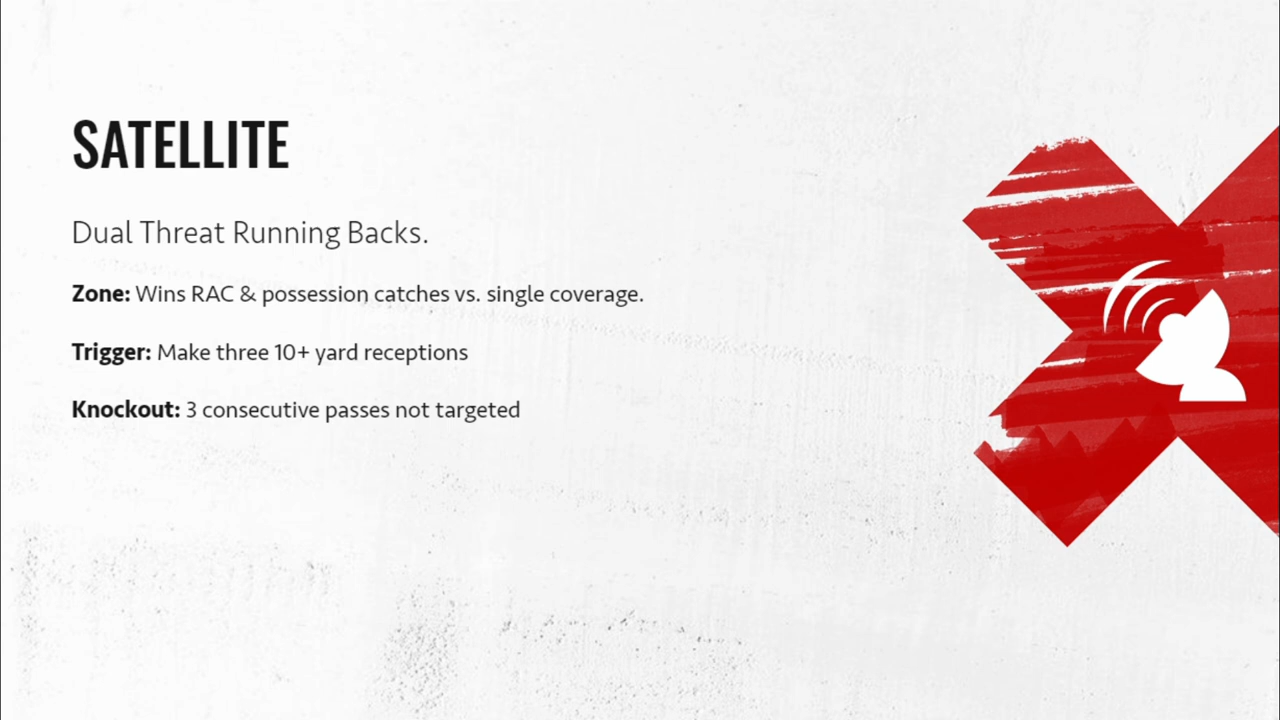 SATELLITE
Dual Threat Running Backs.
Zone: Wins RAC & possession catches vs. single coverage.
Trigger: Make three 10+ yard receptions
Knockout: 3 consecutive passes not targeted